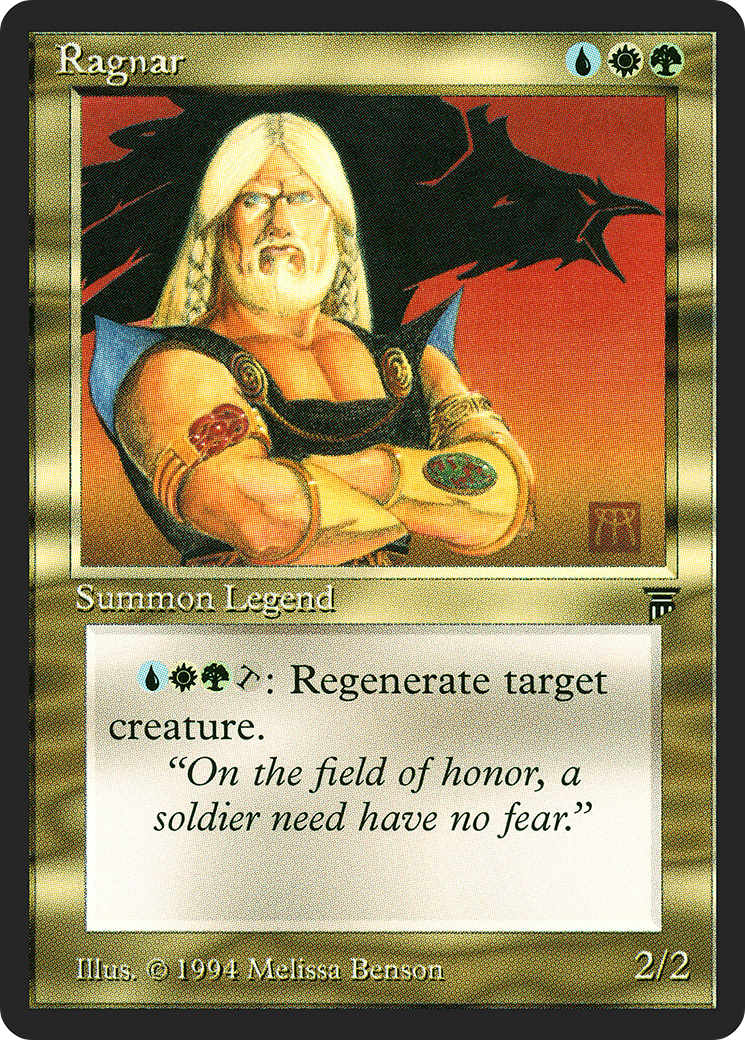 Ragnar
Summon Legend
: Regenerate target
creature.
“On the field of honor, a
soldier need have no fear.”
Illus. © 1994 Melissa Benson
2/2